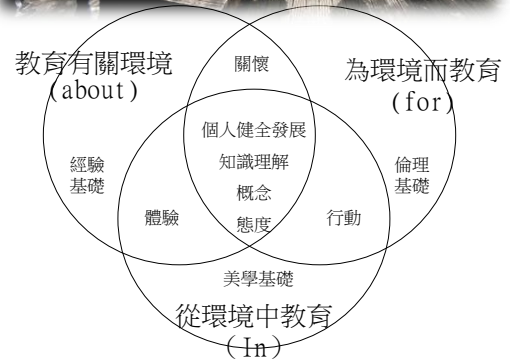 教育有關環境
(about)
關懷
為環境而教育
(for)
個人健全發展
知識理解
概念
態度
經驗
基礎
倫理
基礎
體驗
行動
美學基礎
從環境中教育
(In)